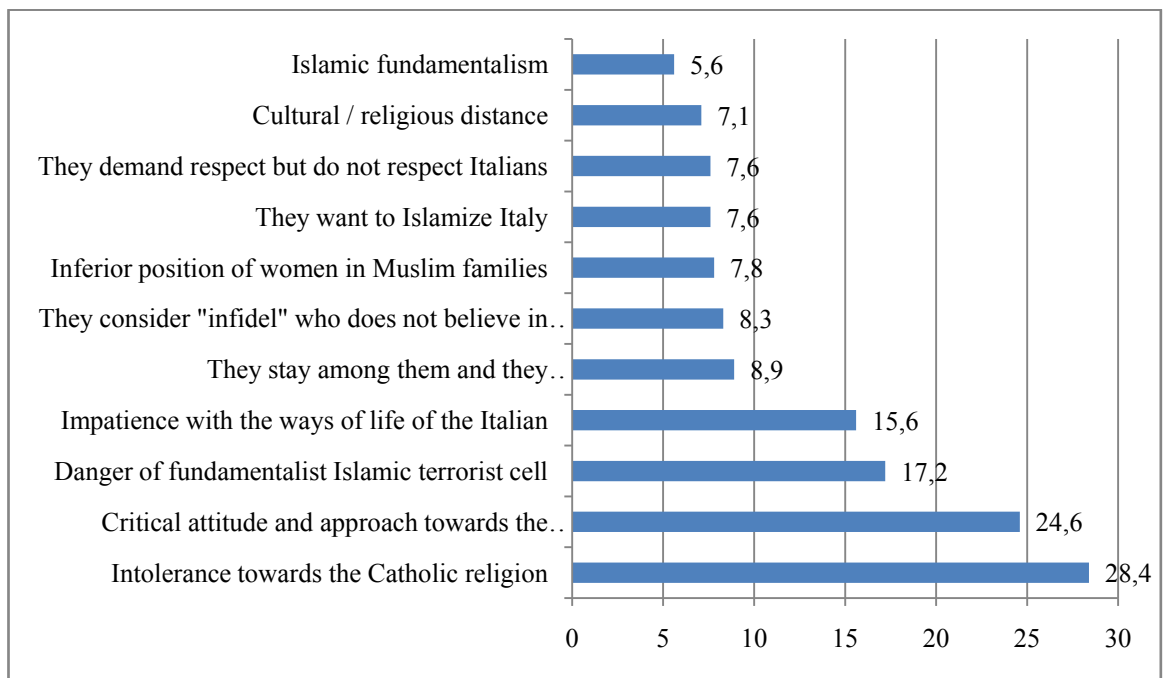 Islamic fundamentalism 5,6
Cultural / religious distance 7,1
They demand respect but do not respect Italians 7,6
They want to Islamize Italy 7,6
Inferior position of women in Muslim families 7,8
They consider "infidel" who does not believe in.. 8,3
They stay among them and they.. 8,9
Impatience with the ways of life of the Italian 15,6
Danger of fundamentalist Islamic terrorist cell 17,2
Critical attitude and approach towards the.. 24,6
Intolerance towards the Catholic religion 28,4
0 5 10 15 20 25 30